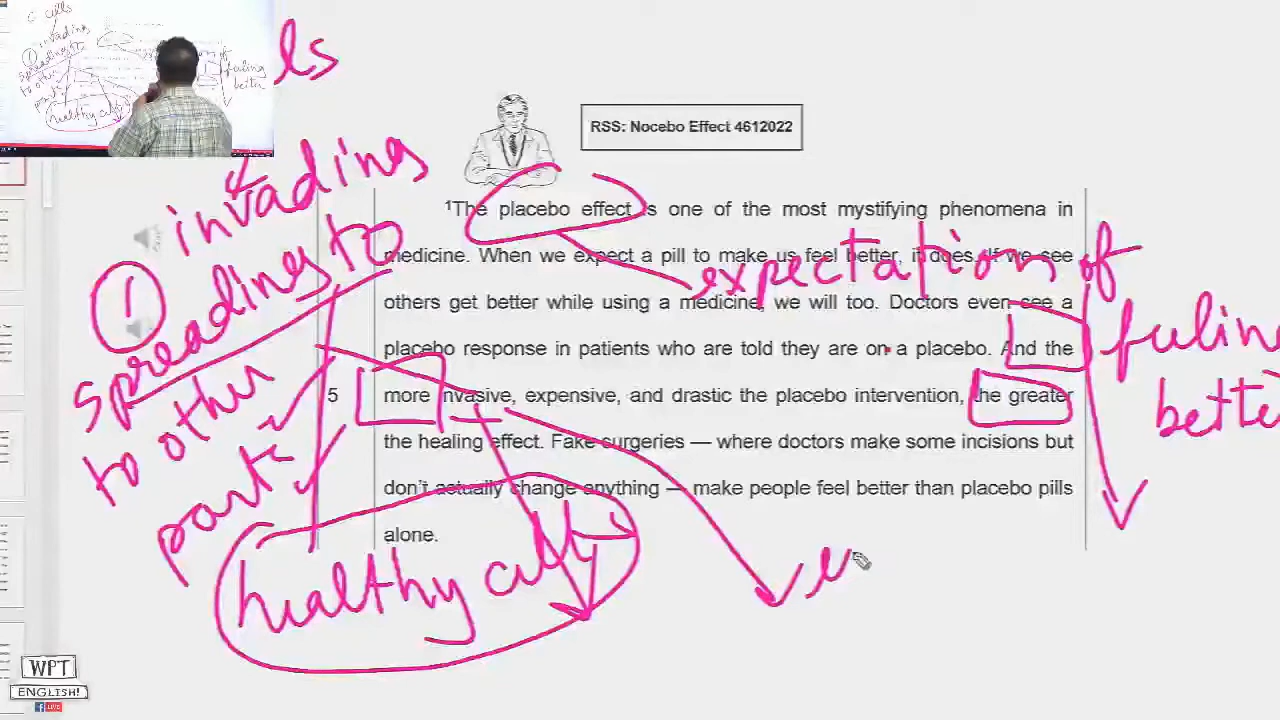 ls
RSS: Nocebo Effect 4612022
¹The placebo effect is one of the most mystifying phenomena in
medicine. When we expect a pill to make us feel better, it does. If we see
others get better while using a medicine, we will too. Doctors even see a
placebo response in patients who are told they are on a placebo. And the
5 more invasive, expensive, and drastic the placebo intervention, the greater
the healing effect. Fake surgeries — where doctors make some incisions but
don't actually change anything — make people feel better than placebo pills
alone.
invading
1
spreading to
to other
parts
healthy cells
expectation of
feeling
better
WPT
ENGLISH!
LIVE